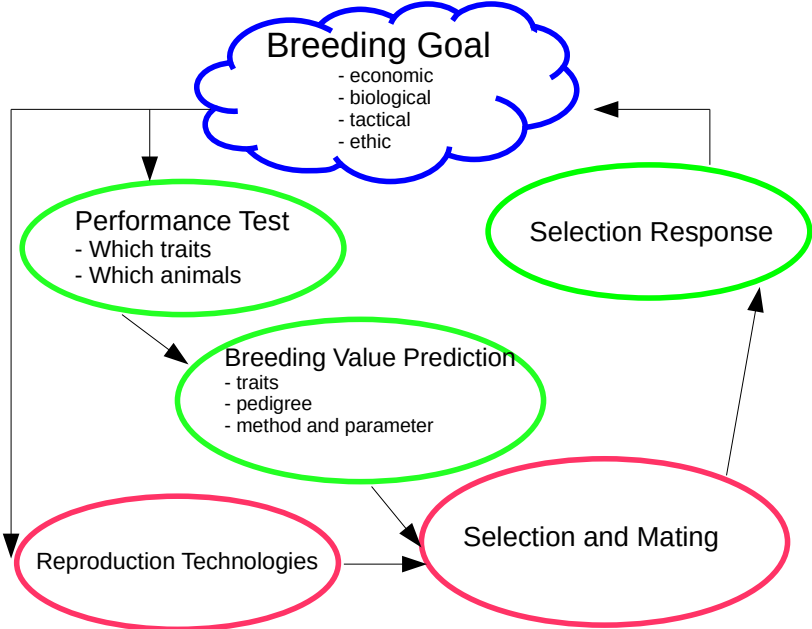 Breeding Goal
- economic
- biological
- tactical
- ethic
Performance Test
- Which traits
- Which animals
Selection Response
Breeding Value Prediction
- traits
- pedigree
- method and parameter
Selection and Mating
Reproduction Technologies